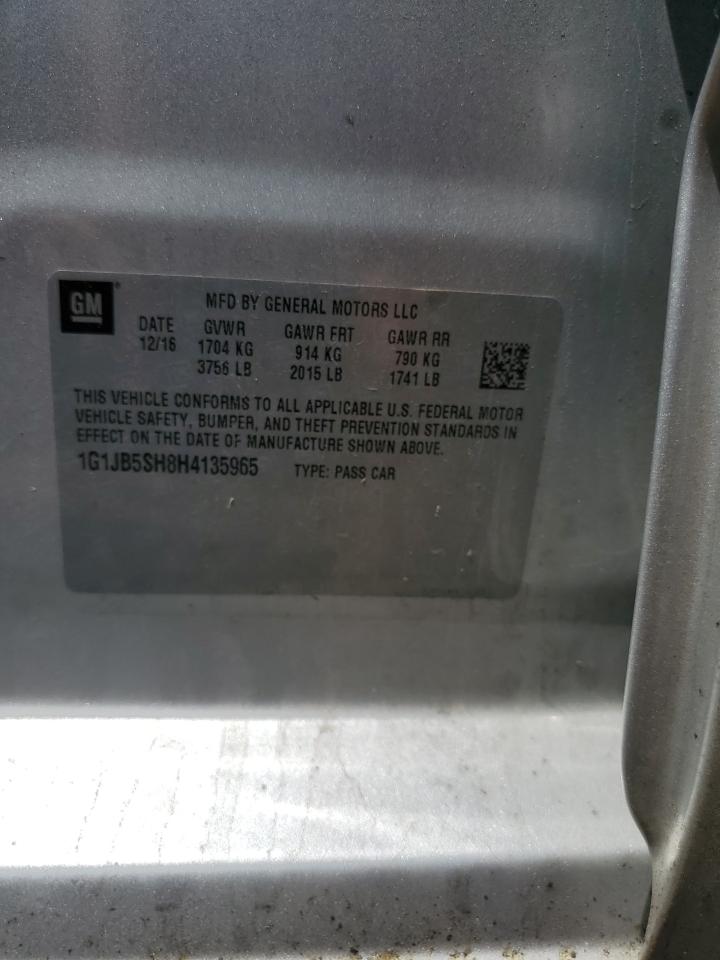 GM®
MFD BY GENERAL MOTORS LLC
DATE GVWR GAWR FRT GAWR RR
12/16 1704 KG 914 KG 790 KG
3756 LB 2015 LB 1741 LB
THIS VEHICLE CONFORMS TO ALL APPLICABLE U.S. FEDERAL MOTOR
VEHICLE SAFETY, BUMPER, AND THEFT PREVENTION STANDARDS IN
EFFECT ON THE DATE OF MANUFACTURE SHOWN ABOVE.
1G1JB5SH8H4135965 TYPE: PASS CAR